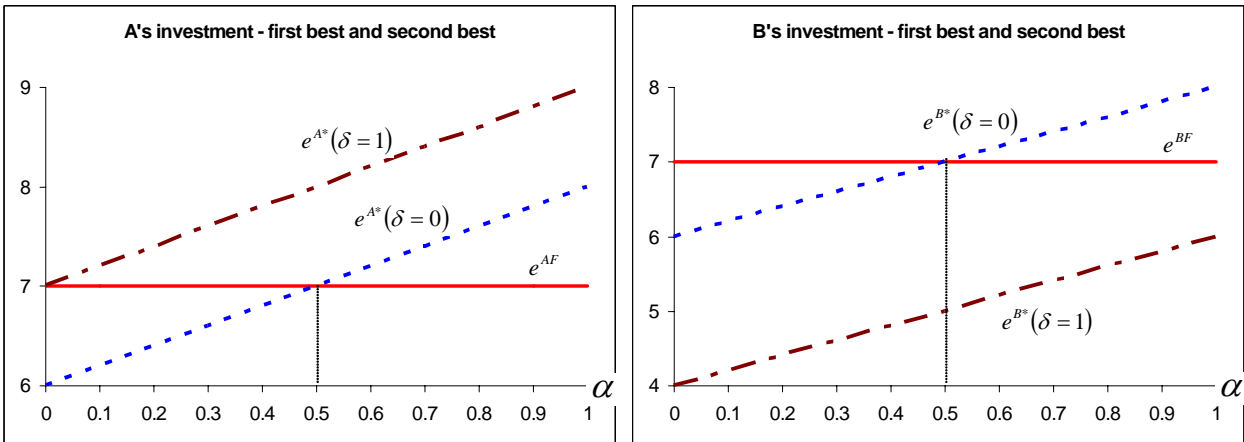 A's investment - first best and second best
9
8
7
6
e^{A*}(δ = 1)
e^{A*}(δ = 0)
e^{AF}
0 0.1 0.2 0.3 0.4 0.5 0.6 0.7 0.8 0.9 1
α
B's investment - first best and second best
8
7
6
5
4
e^{B*}(δ = 0)
e^{BF}
e^{B*}(δ = 1)
0 0.1 0.2 0.3 0.4 0.5 0.6 0.7 0.8 0.9 1
α